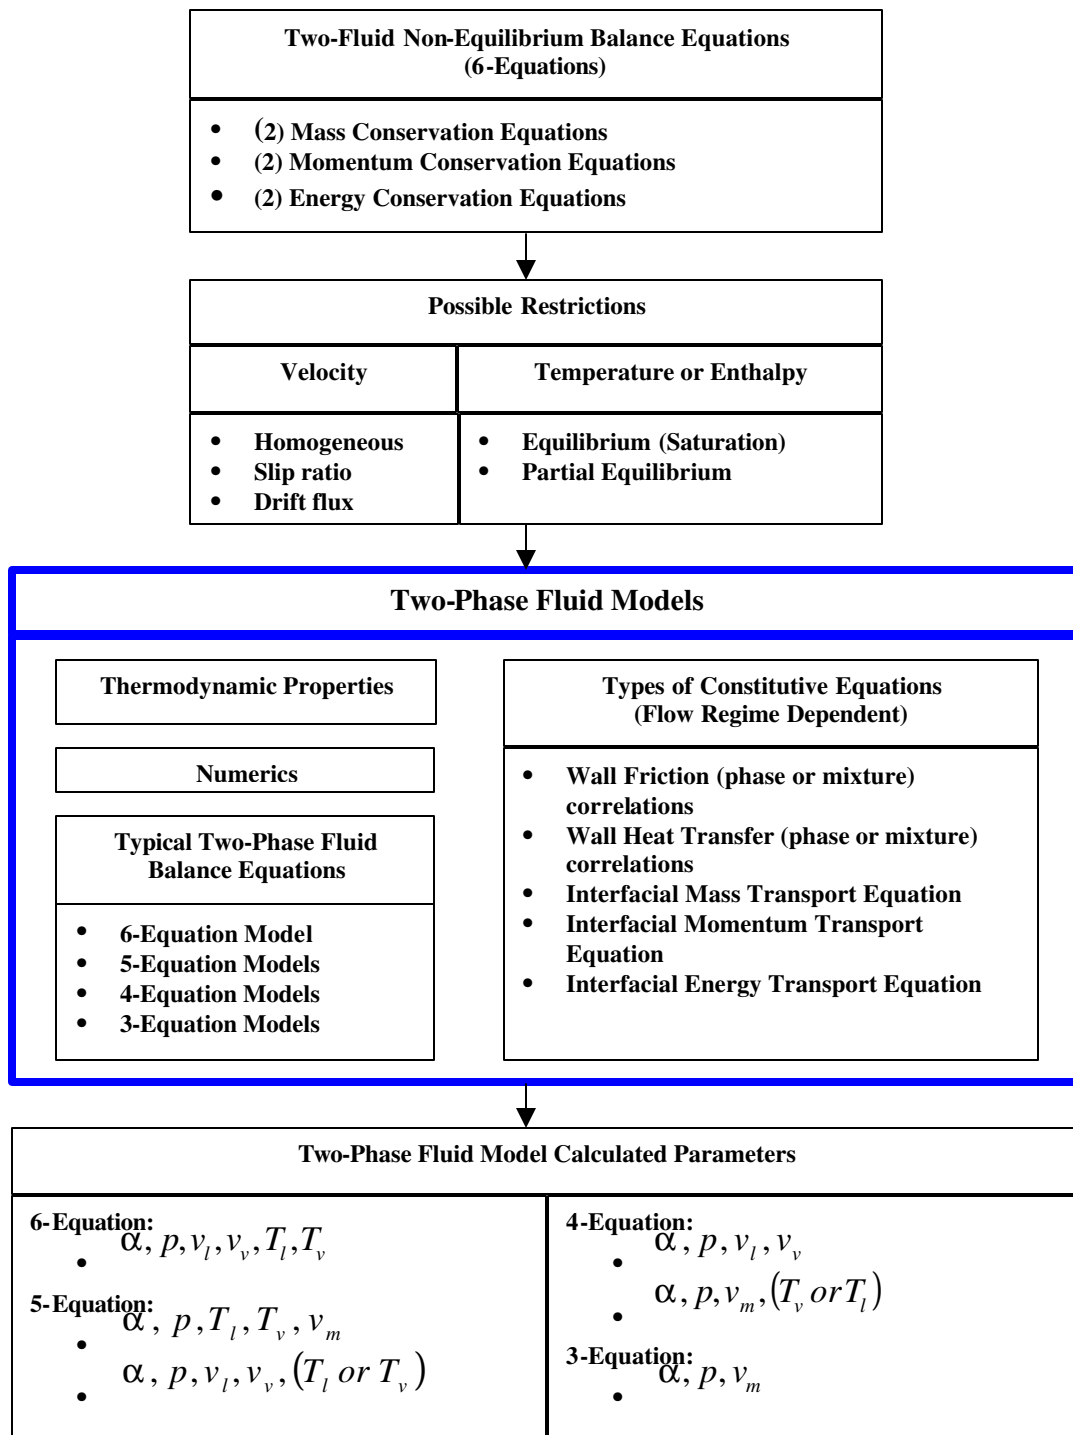 Two-Fluid Non-Equilibrium Balance Equations
(6-Equations)
• (2) Mass Conservation Equations
• (2) Momentum Conservation Equations
• (2) Energy Conservation Equations
Possible Restrictions
Velocity
Temperature or Enthalpy
• Homogeneous
• Slip ratio
• Drift flux
• Equilibrium (Saturation)
• Partial Equilibrium
Two-Phase Fluid Models
Thermodynamic Properties
Numerics
Typical Two-Phase Fluid
Balance Equations
• 6-Equation Model
• 5-Equation Models
• 4-Equation Models
• 3-Equation Models
Types of Constitutive Equations
(Flow Regime Dependent)
• Wall Friction (phase or mixture)
correlations
• Wall Heat Transfer (phase or mixture)
correlations
• Interfacial Mass Transport Equation
• Interfacial Momentum Transport
Equation
• Interfacial Energy Transport Equation
Two-Phase Fluid Model Calculated Parameters
6-Equation:
• α, p, v_l, v_v, T_l, T_v
5-Equation:
• α, p, T_l, T_v, v_m
• α, p, v_l, v_v, (T_l or T_v)
4-Equation:
• α, p, v_l, v_v
• α, p, v_m, (T_v or T_l)
3-Equation:
• α, p, v_m